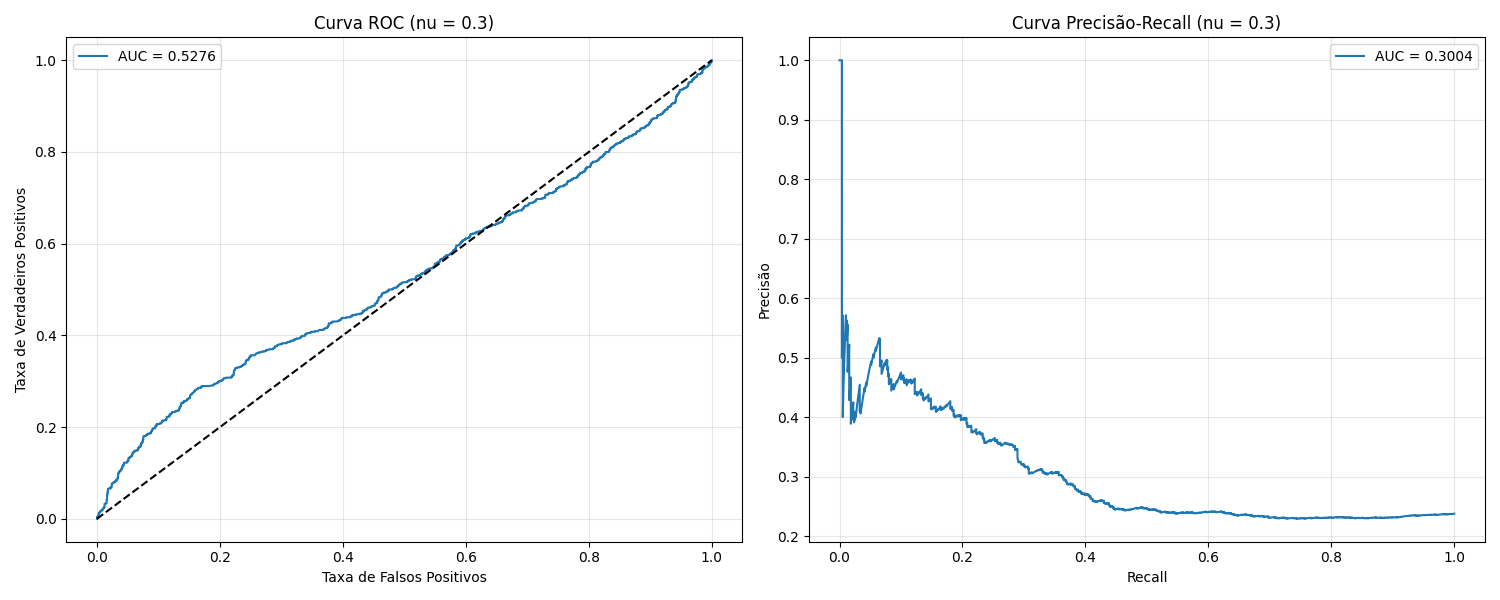 Curva ROC (nu = 0.3)
AUC = 0.5276
1.0
0.8
0.6
0.4
0.2
0.0
Taxa de Verdadeiros Positivos
0.0 0.2 0.4 0.6 0.8 1.0
Taxa de Falsos Positivos
Curva Precisão-Recall (nu = 0.3)
AUC = 0.3004
1.0
0.9
0.8
0.7
0.6
0.5
0.4
0.3
0.2
Precisão
0.0 0.2 0.4 0.6 0.8 1.0
Recall